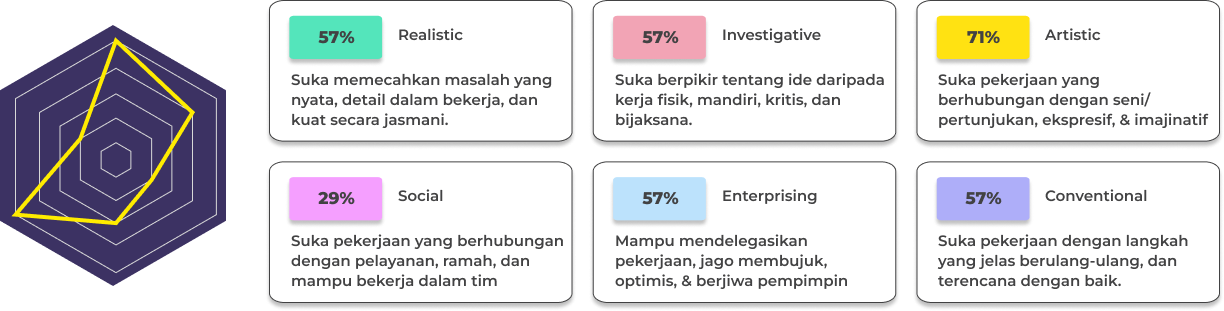 57% Realistic
Suka memecahkan masalah yang
nyata, detail dalam bekerja, dan
kuat secara jasmani.
57% Investigative
Suka berpikir tentang ide daripada
kerja fisik, mandiri, kritis, dan
bijaksana.
71% Artistic
Suka pekerjaan yang
berhubungan dengan seni/
pertunjukan, ekspresif, & imajinatif
29% Social
Suka pekerjaan yang berhubungan
dengan pelayanan, ramah, dan
mampu bekerja dalam tim
57% Enterprising
Mampu mendelegasikan
pekerjaan, jago membujuk,
optimis, & berjiwa pempimpin
57% Conventional
Suka pekerjaan dengan langkah
yang jelas berulang-ulang, dan
terencana dengan baik.